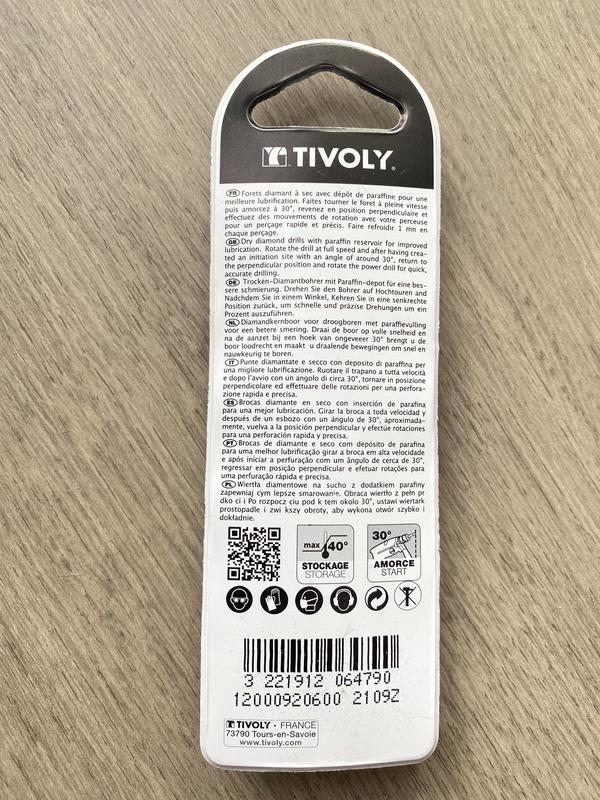 TIVOLY®
FR Forets diamant à sec avec dépôt de paraffine pour une
meilleure lubrification. Faites tourner le foret à pleine vitesse
puis amorcez à 30°, revenez en position perpendiculaire et
effectuez des mouvements de rotation avec votre perceuse
pour un perçage rapide et précis. Faire refroidir 1 mn en
chaque perçage.
GB Dry diamond drills with paraffin reservoir for improved
lubrication. Rotate the drill at full speed and after having crea-
ted an initiation site with an angle of around 30°, return to
the perpendicular position and rotate the power drill for quick,
accurate drilling.
DE Trocken-Diamantbohrer mit Paraffin-depot für eine bes-
sere schmierung. Drehen Sie den Bohrer auf Hochtouren and
Nadchdem Sie in einem Winkel, Kehren Sie in eine senkrechte
Position zurück, um schnelle und präzise Drehungen um ein
Prozent auszuführen.
NL Diamandkernboor voor droogboren met paraffievulling
voor een betere smering. Draai de boor op volle snelheid en
na de aanzet bij een hoek van ongeveeer 30° brengt u de
boor loodrecht en maakt u draalende bewegingen om snel en
nauwkeurig te boren.
IT Punte diamantate e secco con deposito di paraffina per
una migliore lubrificazione. Ruotare il trapano a tutta velocità
e dopo l'avvio con un angolo di circa 30°, tornare in posizione
perpendicolare ed effettuare delle rotazioni per una perfora-
zione rapida e precisa.
ES Brocas diamante en seco con inserción de parafina
para una mejor lubricación. Girar la broca a toda velocidad y
después de un esbozo con un ángulo de 30°, aproximada-
mente, vuelva a la posición perpendicular y efectúe rotaciones
para una perforación rapida y precisa.
PT Brocas de diamante e seco com depósito de parafina
para uma melhor lubrificação girar a broca em alta velocidade
e após iniciar a perfuração com um ângulo de cerca de 30°,
regressar em posição perpendicular e efetuar rotações para
uma perfuração rápida e precisa.
PL Wiertła diamentowe na sucho z dodatkiem parafiny
zapewniaj cym lepsze smarowanie. Obraca wiertło z pełn pr
dko ci i Po rozpocz ciu pod k tem okolo 30°, ustawi wiertark
prostopadle i zwi kszy obroty, aby wykona otwór szybko i
dokładnie.
max 40°
STOCKAGE
STORAGE
30°
AMORCE
START
3 221912 064790
12000920600 2109Z
TIVOLY · FRANCE
73790 Tours-en-Savoie
www.tivoly.com